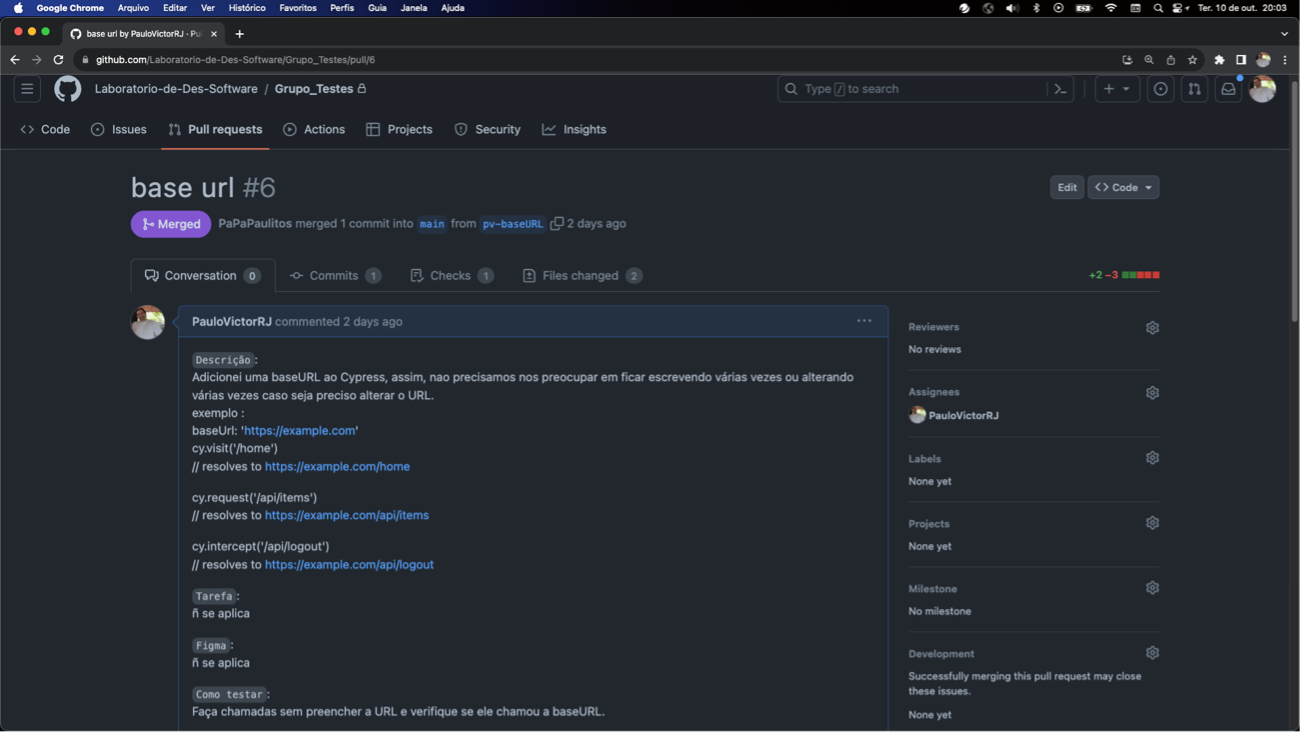 Google Chrome Arquivo Editar Ver Histórico Favoritos Perfis Guia Janela Ajuda Ter. 10 de out. 20:03
base url by PauloVictorRJ · Pu
github.com/Laboratorio-de-Des-Software/Grupo_Testes/pull/6
Laboratorio-de-Des-Software / Grupo_Testes Type / to search
Code Issues Pull requests Actions Projects Security Insights
base url #6 Edit Code
Merged PaPaPaulitos merged 1 commit into main from pv-baseURL 2 days ago
Conversation 0 Commits 1 Checks 1 Files changed 2 +2 −3
PauloVictorRJ commented 2 days ago
Descrição:
Adicionei uma baseURL ao Cypress, assim, nao precisamos nos preocupar em ficar escrevendo várias vezes ou alterando
várias vezes caso seja preciso alterar o URL.
exemplo :
baseUrl: 'https://example.com'
cy.visit('/home')
// resolves to https://example.com/home
cy.request('/api/items')
// resolves to https://example.com/api/items
cy.intercept('/api/logout')
// resolves to https://example.com/api/logout
Tarefa:
ñ se aplica
Figma:
ñ se aplica
Como testar:
Faça chamadas sem preencher a URL e verifique se ele chamou a baseURL.
Reviewers
No reviews
Assignees
PauloVictorRJ
Labels
None yet
Projects
None yet
Milestone
No milestone
Development
Successfully merging this pull request may close
these issues.
None yet